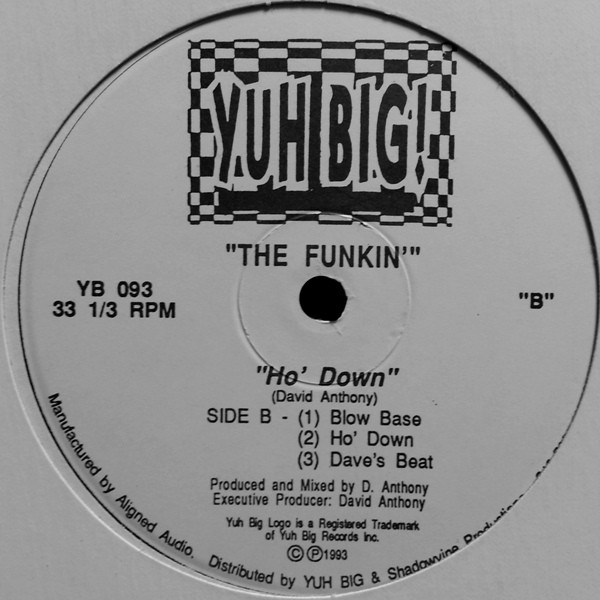 YUH BIG!
"THE FUNKIN'"
YB 093
33 1/3 RPM
"B"
"Ho' Down"
(David Anthony)
SIDE B - (1) Blow Base
(2) Ho' Down
(3) Dave's Beat
Produced and Mixed by D. Anthony
Executive Producer: David Anthony
Yuh Big Logo is a Registered Trademark
of Yuh Big Records Inc.
©℗1993
Manufactured by Aligned Audio. Distributed by YUH BIG & Shadowvine